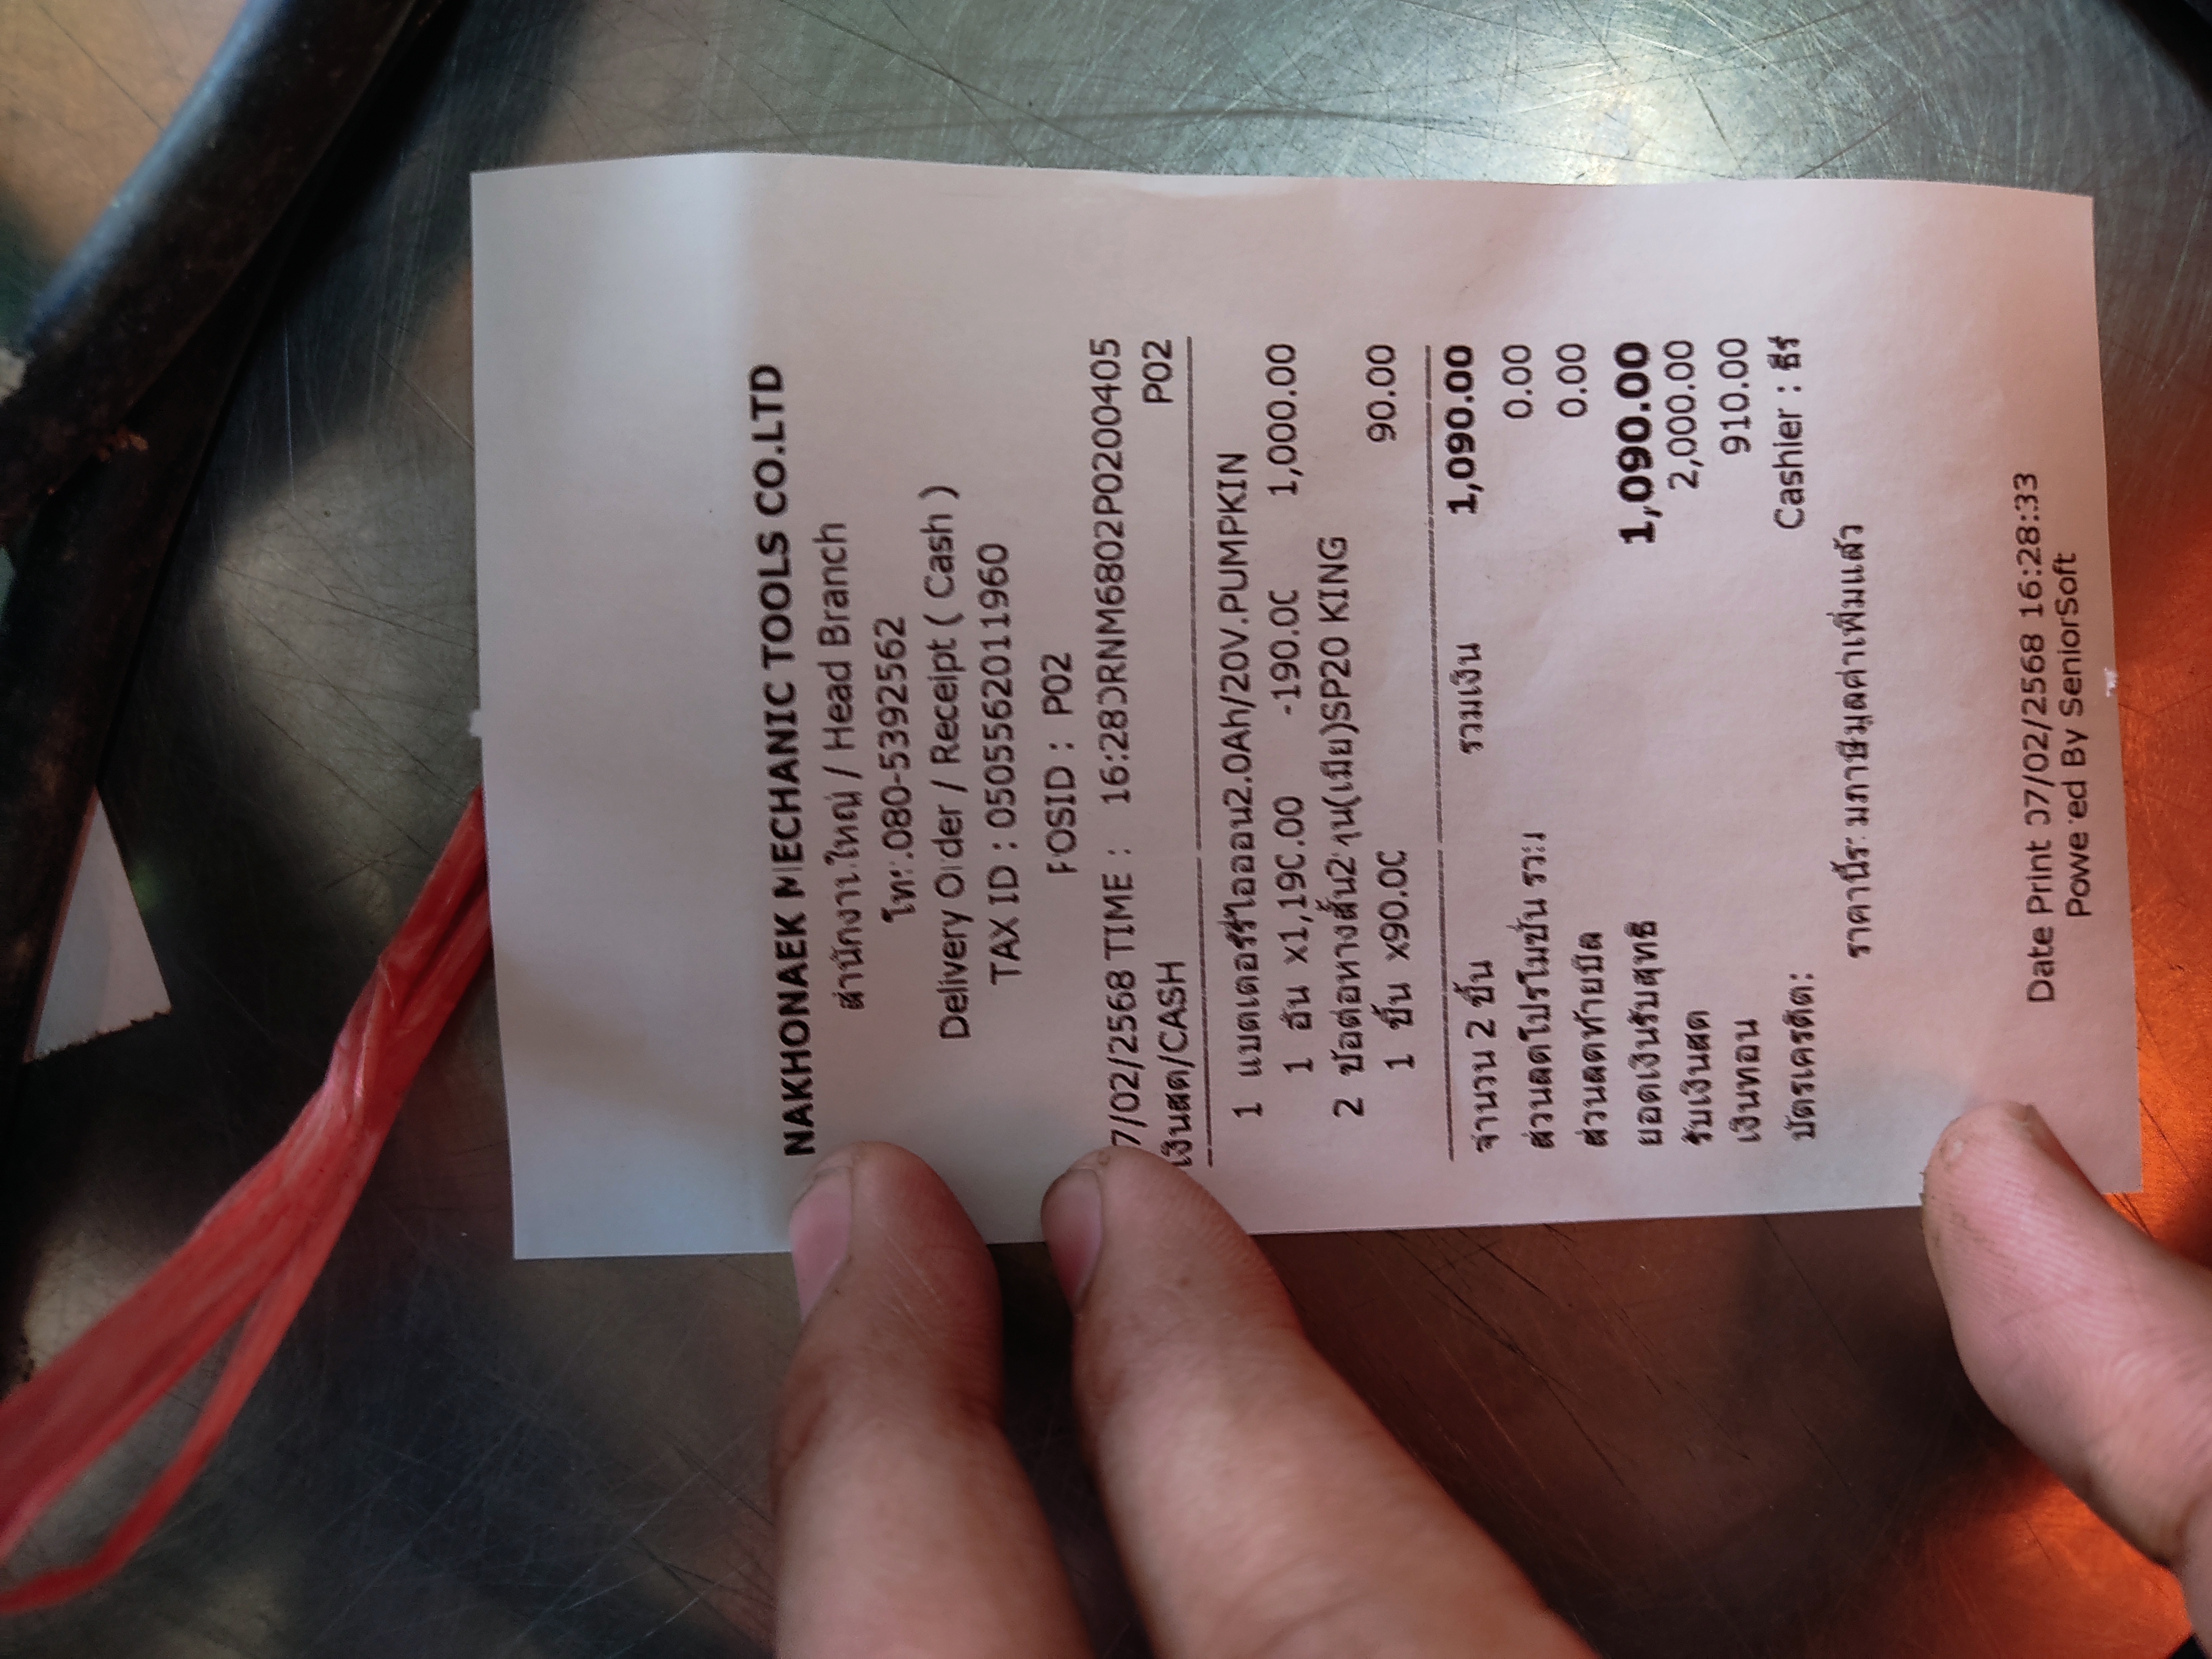 NAKHONAEK MECHANIC TOOLS CO.LTD
สำนักงานใหญ่ / Head Branch
โทร.080-5392562
Delivery Order / Receipt ( Cash )
TAX ID : 0505562011960
POSID : P02
7/02/2568 TIME : 16:28 DRNM6802P0200405
เงินสด/CASH P02
1 แบตเตอร์รี่ไอออน2.0Ah/20V.PUMPKIN
1 อัน x1,190.00 -190.00 1,000.00
2 ข้อต่อหางสั้น2หุน(เมีย)SP20 KING
1 ชิ้น x90.00 90.00
จำนวน 2 ชิ้น รวมเงิน 1,090.00
ส่วนลดโปรโมชั่น รวม 0.00
ส่วนลดท้ายบิล 0.00
ยอดเงินรับสุทธิ 1,090.00
รับเงินสด 2,000.00
เงินทอน 910.00
Cashier :
บัตรเครดิต:
ราคานี้รวมภาษีมูลค่าเพิ่มแล้ว
Date Print 07/02/2568 16:28:33
Powered By SeniorSoft